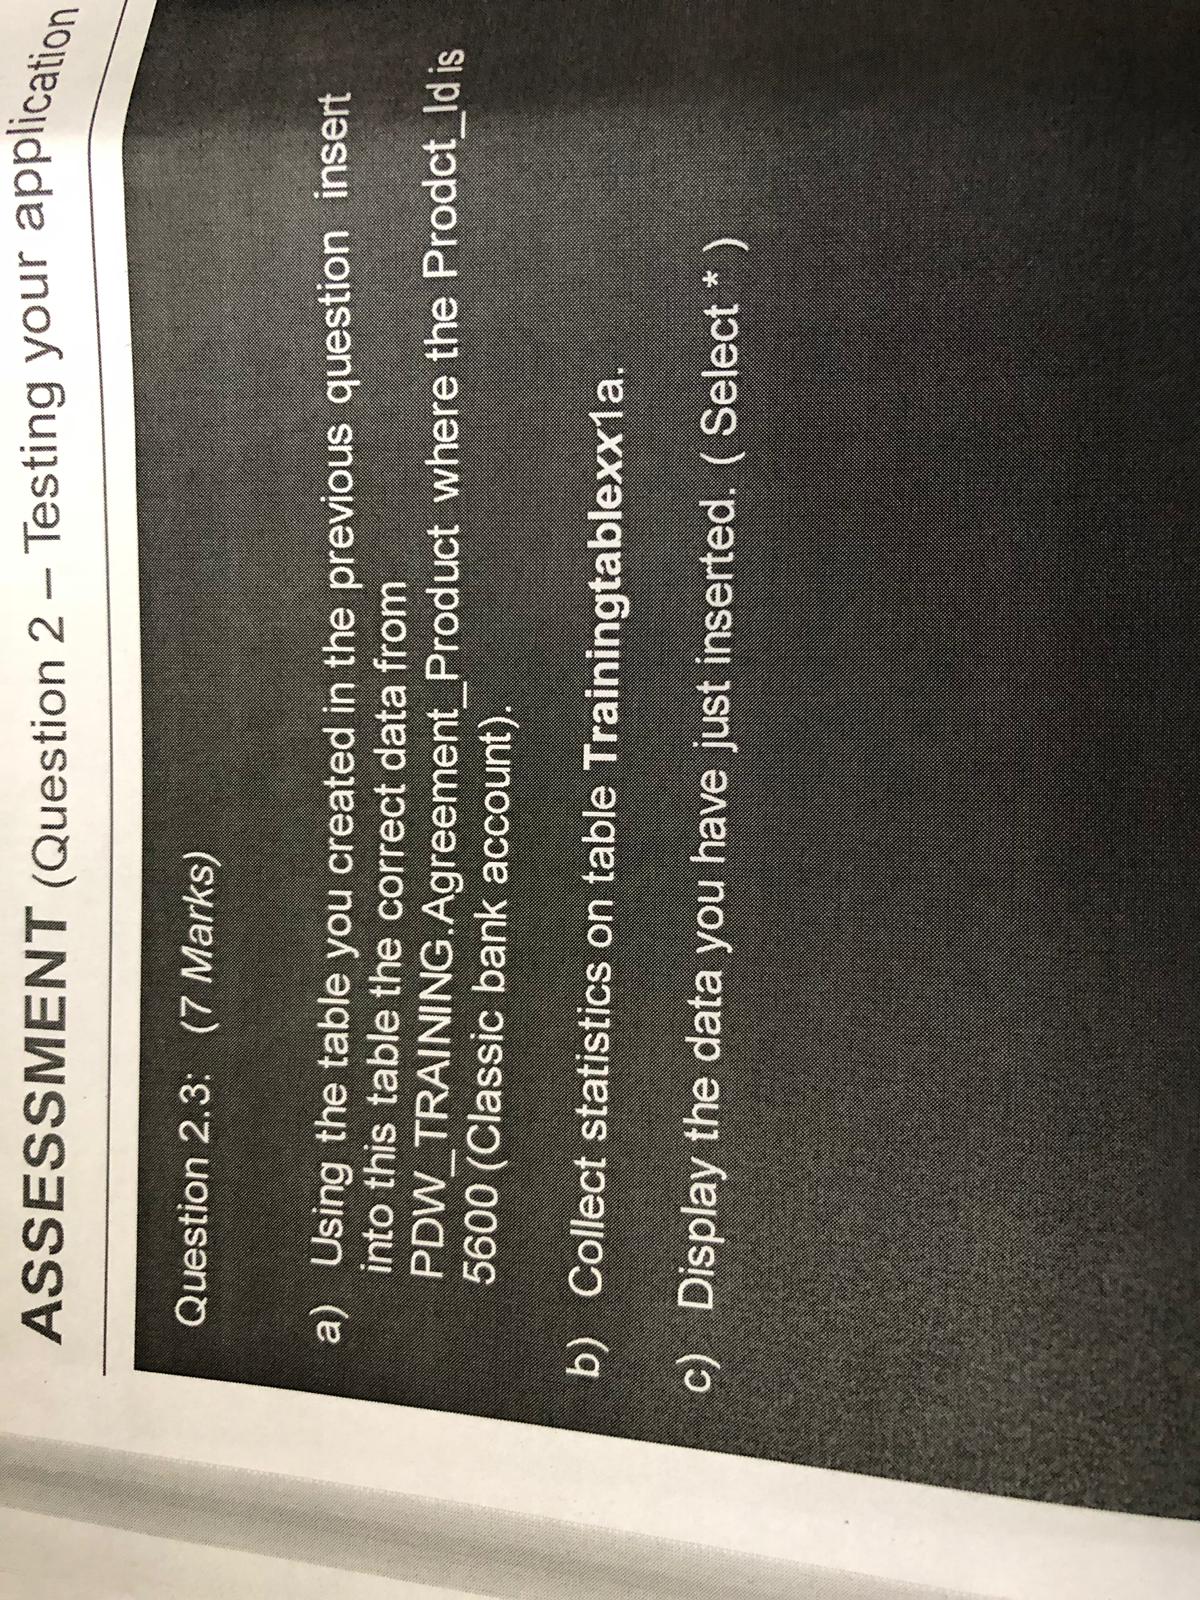 ASSESSMENT (Question 2 – Testing your application
Question 2.3: (7 Marks)
a) Using the table you created in the previous question insert
into this table the correct data from
PDW_TRAINING.Agreement_Product where the Prodct_Id is
5600 (Classic bank account).
b) Collect statistics on table Trainingtablexx1a.
c) Display the data you have just inserted. ( Select * )